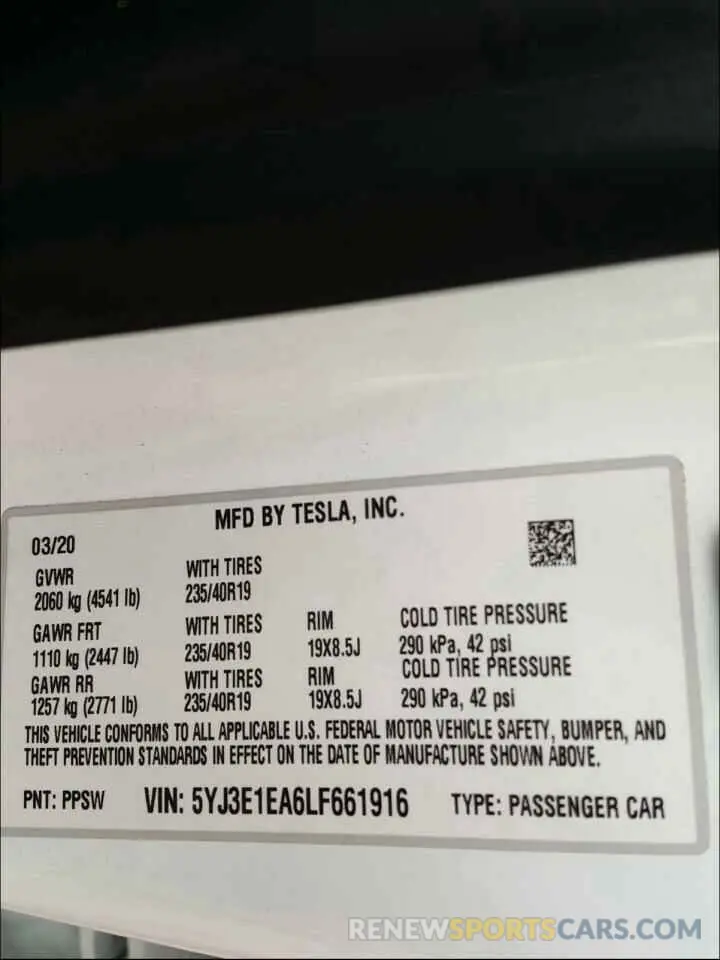 MFD BY TESLA, INC.
03/20
GVWR WITH TIRES
2060 kg (4541 lb) 235/40R19
GAWR FRT WITH TIRES RIM COLD TIRE PRESSURE
1110 kg (2447 lb) 235/40R19 19X8.5J 290 kPa, 42 psi
GAWR RR WITH TIRES RIM COLD TIRE PRESSURE
1257 kg (2771 lb) 235/40R19 19X8.5J 290 kPa, 42 psi
THIS VEHICLE CONFORMS TO ALL APPLICABLE U.S. FEDERAL MOTOR VEHICLE SAFETY, BUMPER, AND
THEFT PREVENTION STANDARDS IN EFFECT ON THE DATE OF MANUFACTURE SHOWN ABOVE.
PNT: PPSW VIN: 5YJ3E1EA6LF661916 TYPE: PASSENGER CAR
RENEWSPORTSCARS.COM